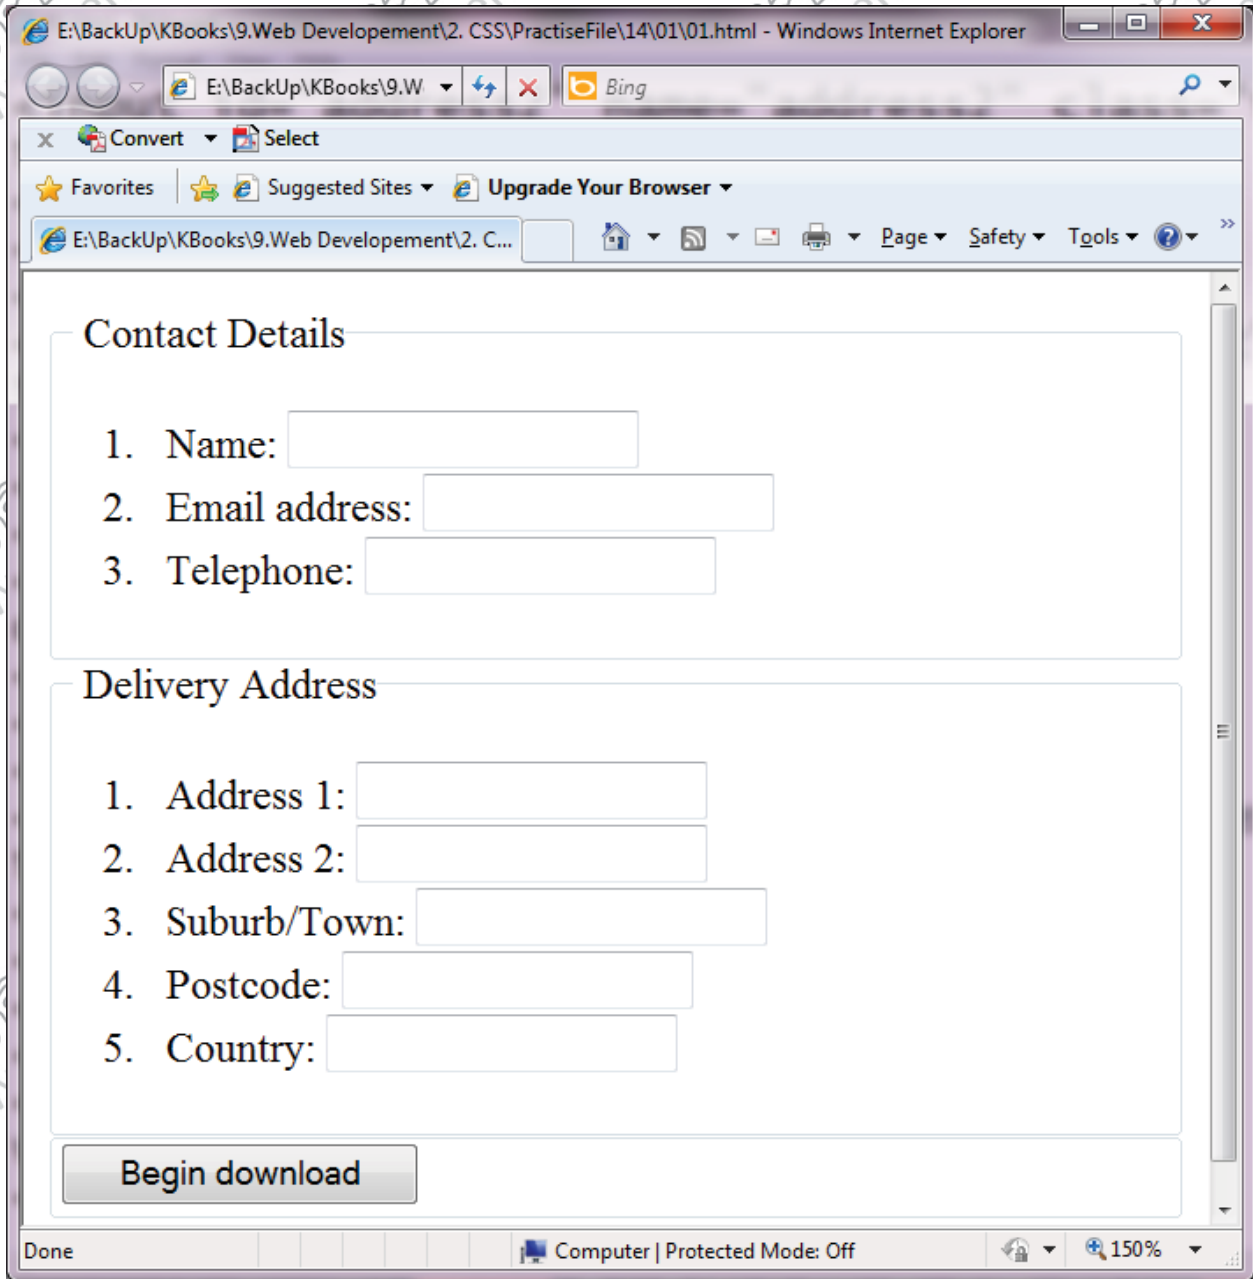 E:\BackUp\KBooks\9.Web Developement\2. CSS\PractiseFile\14\01\01.html - Windows Internet Explorer
E:\BackUp\KBooks\9.W Bing
x Convert Select
Favorites Suggested Sites Upgrade Your Browser
E:\BackUp\KBooks\9.Web Developement\2. C... Page Safety Tools »
Contact Details
1. Name:
2. Email address:
3. Telephone:
Delivery Address
1. Address 1:
2. Address 2:
3. Suburb/Town:
4. Postcode:
5. Country:
Begin download
Done Computer | Protected Mode: Off 150%